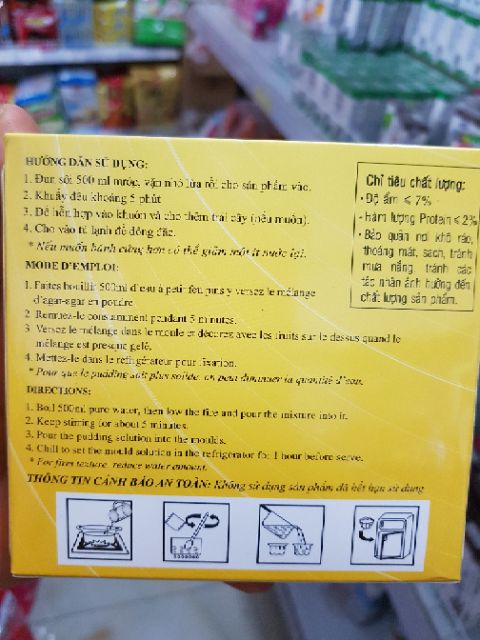 HƯỚNG DẪN SỬ DỤNG:
1. Đun sôi 500 ml nước, vặn nhỏ lửa rồi cho sản phẩm vào.
2. Khuấy đều khoảng 5 phút
3. Đổ hỗn hợp vào khuôn và cho thêm trái cây (nếu muốn).
4. Cho vào tủ lạnh để đông đặc.
* Nếu muốn bánh cứng hơn có thể giảm một ít nước lại.
MODE D'EMPLOI:
1. Faites bouillir 500ml d'eau à petit feu puis y versez le mélange
d'agar-agar en poudre.
2. Remuez-le constamment pendant 5 minutes.
3. Versez le mélange dans le moule et décorez avec les fruits sur le dessus quand le
mélange est presque gelé.
4. Mettez-le dans le réfrigérateur pour fixation.
* Pour que le pudding soit plus solide, on peut diminuer la quantité d'eau.
DIRECTIONS:
1. Boil 500ml pure water, then low the fire and pour the mixture into it.
2. Keep stirring for about 5 minutes.
3. Pour the pudding solution into the moulds.
4. Chill to set the mould solution in the refrigerator for 1 hour before serve.
* For firm texture, reduce water amount.
THÔNG TIN CẢNH BÁO AN TOÀN: Không sử dụng sản phẩm đã hết hạn sử dụng
Chỉ tiêu chất lượng:
- Độ ẩm ≤ 7%
- Hàm lượng Protein ≤ 2%
- Bảo quản nơi khô ráo,
thoáng mát, sạch, tránh
mưa nắng, tránh các
tác nhân ảnh hưởng đến
chất lượng sản phẩm.